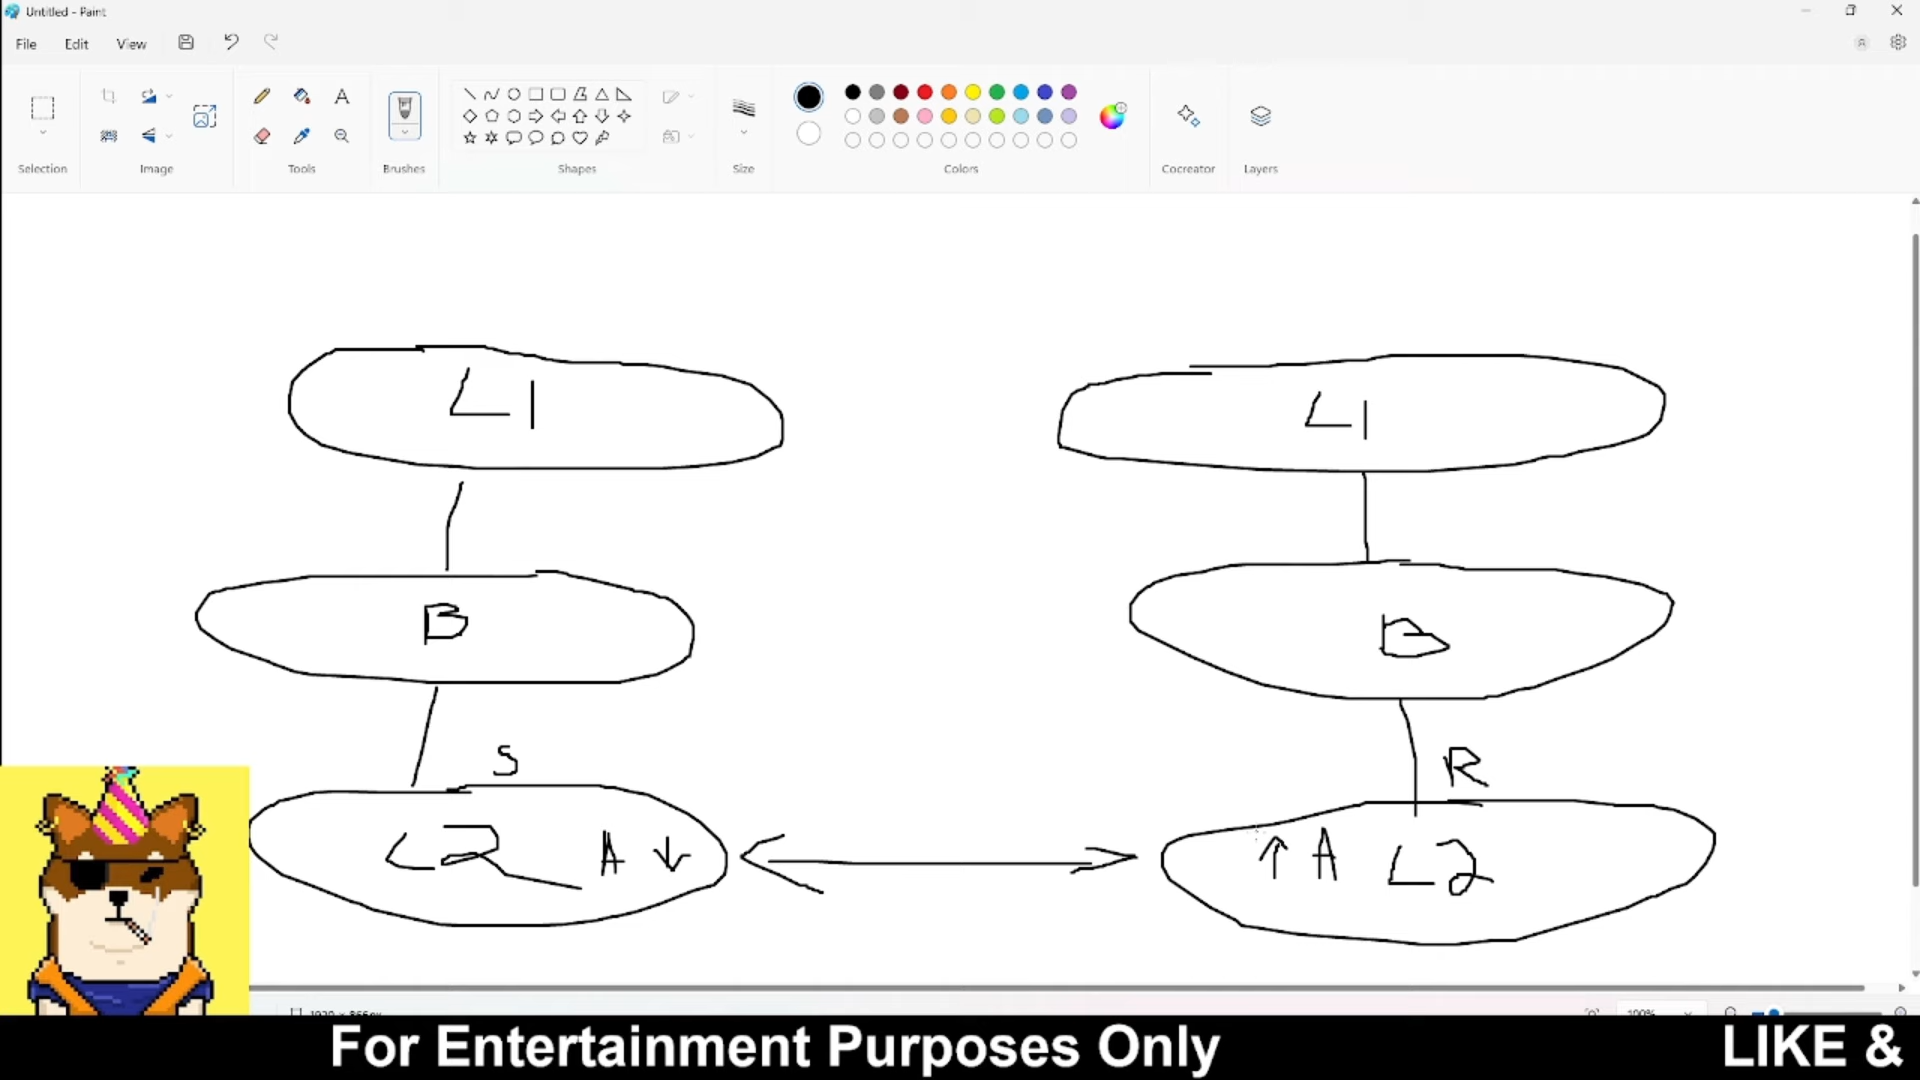 Untitled - Paint
File Edit View
Selection Image Tools Brushes Shapes Size Colors Cocreator Layers
L1 L1
B B
S R
L2 A ↓ ↑ A L2
100%
For Entertainment Purposes Only LIKE &